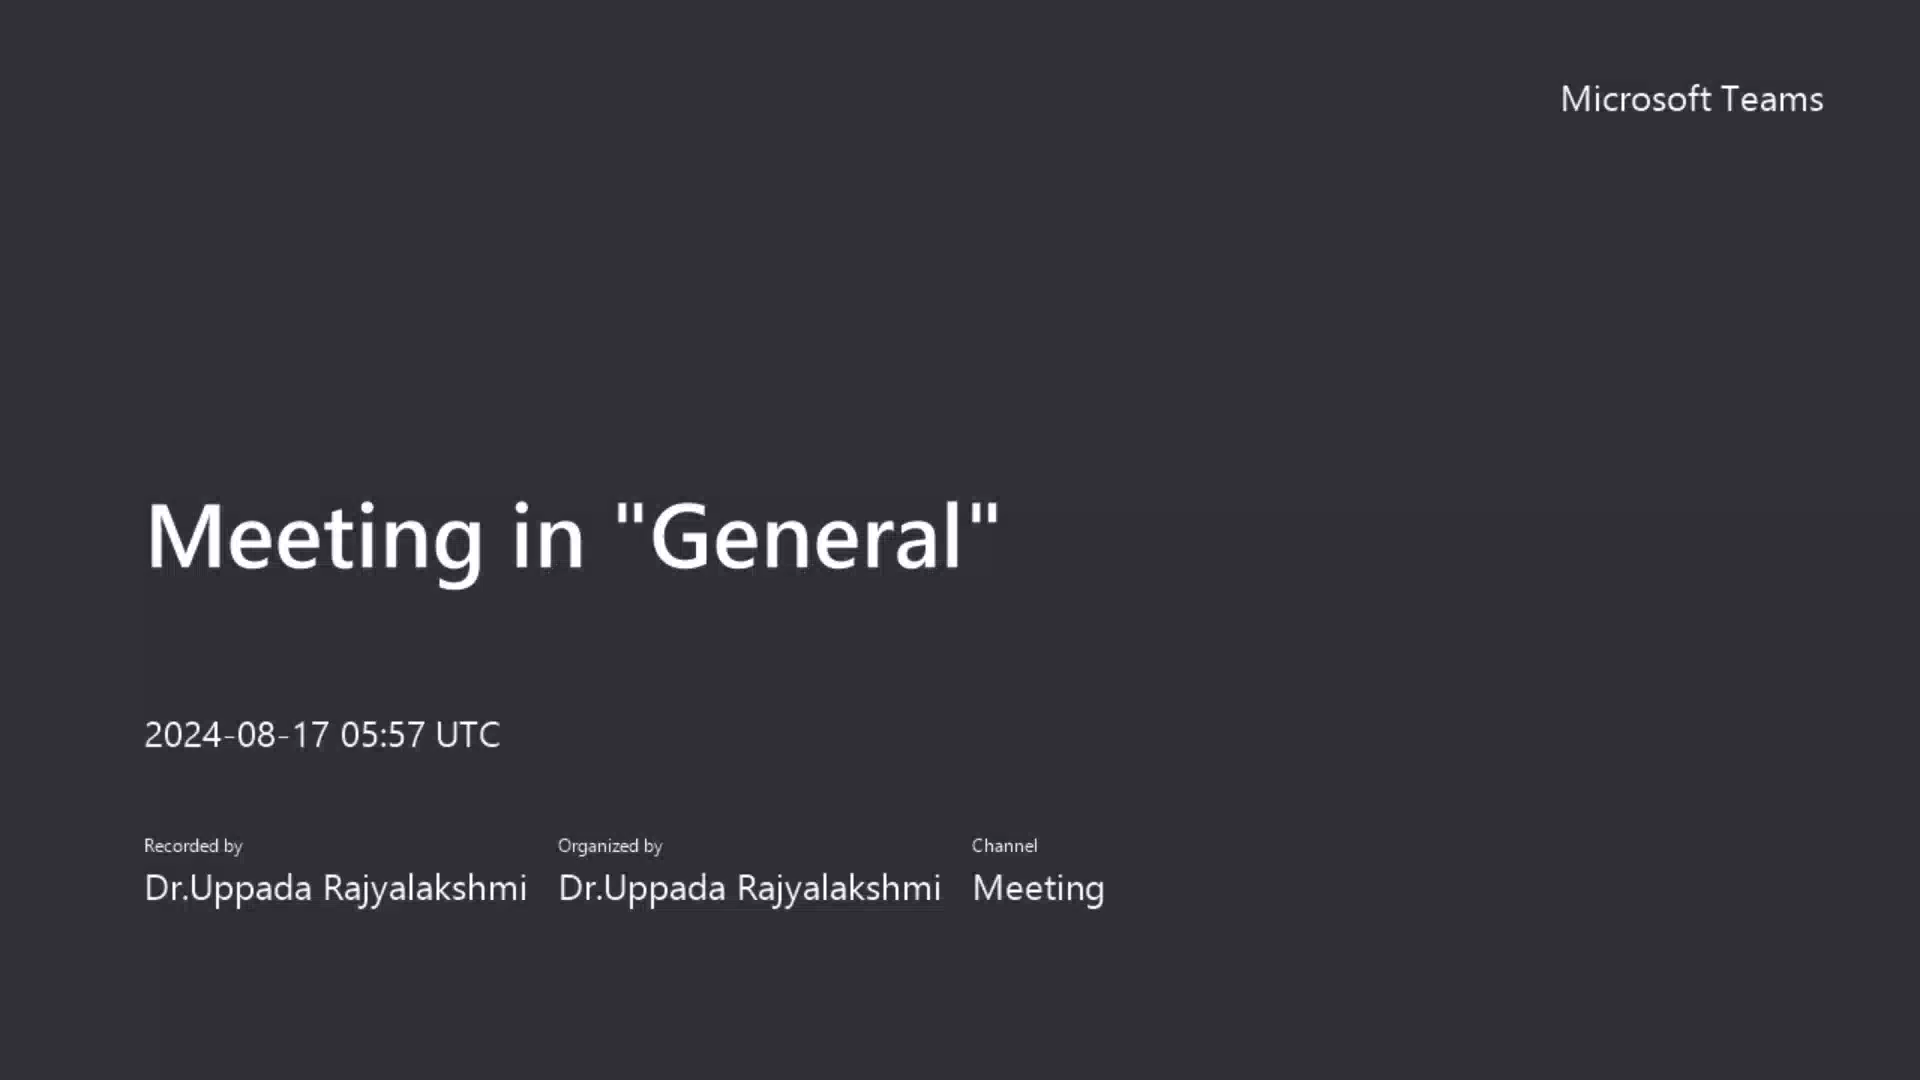 Microsoft Teams
Meeting in "General"
2024-08-17 05:57 UTC
Recorded by Organized by Channel
Dr.Uppada Rajyalakshmi Dr.Uppada Rajyalakshmi Meeting